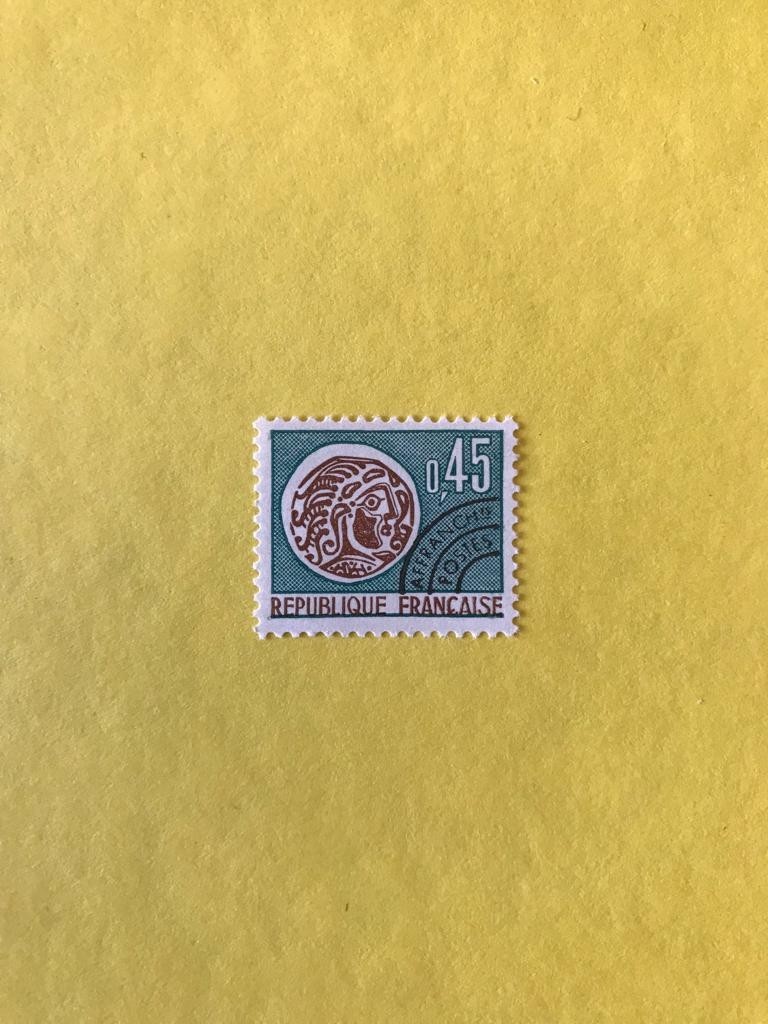 0,45
AFFRANCHts
POSTES
REPUBLIQUE FRANÇAISE